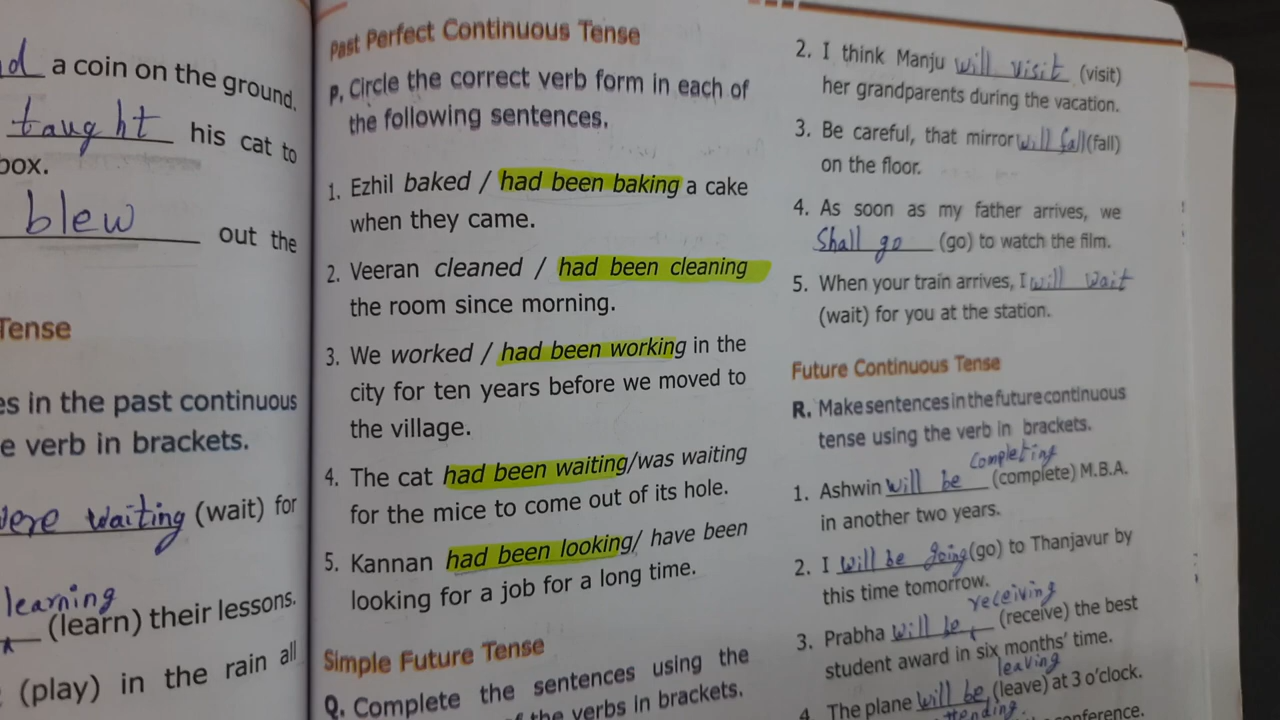 a coin on the ground.
taught his cat to
box.
blew out the
Tense
in the past continuous
verb in brackets.
were waiting (wait) for
learning
(learn) their lessons.
(play) in the rain all
Past Perfect Continuous Tense
P. Circle the correct verb form in each of
the following sentences.
1. Ezhil baked / had been baking a cake
when they came.
2. Veeran cleaned / had been cleaning
the room since morning.
3. We worked / had been working in the
city for ten years before we moved to
the village.
4. The cat had been waiting/was waiting
for the mice to come out of its hole.
5. Kannan had been looking/ have been
looking for a job for a long time.
Simple Future Tense
Q. Complete the sentences using the
of the verbs in brackets.
2. I think Manju will visit (visit)
her grandparents during the vacation.
3. Be careful, that mirror will fall (fall)
on the floor.
4. As soon as my father arrives, we
Shall go (go) to watch the film.
5. When your train arrives, I will wait
(wait) for you at the station.
Future Continuous Tense
R. Make sentences in the future continuous
tense using the verb in brackets.
completing
1. Ashwin will be (complete) M.B.A.
in another two years.
2. I will be going (go) to Thanjavur by
this time tomorrow.
receiving
3. Prabha will be (receive) the best
student award in six months' time.
leaving
4. The plane will be (leave) at 3 o'clock.
conference.